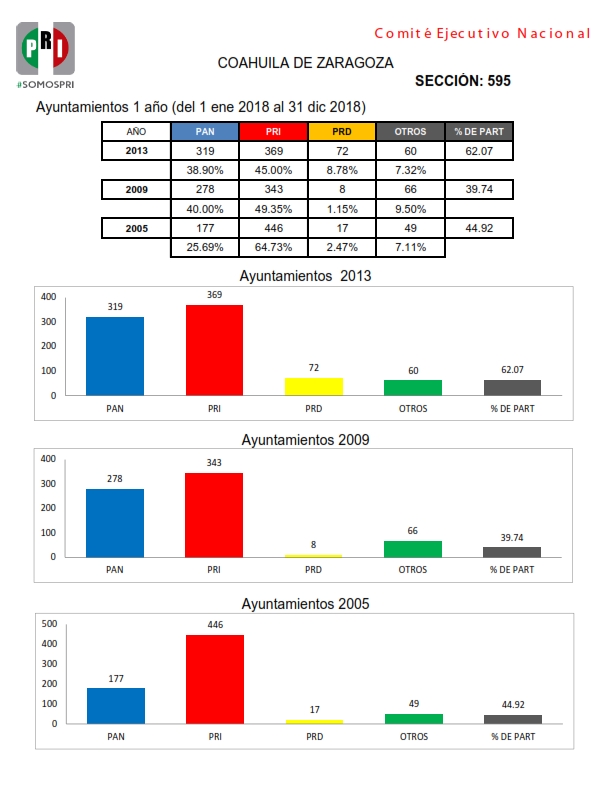 Comité Ejecutivo Nacional
PRI
#SOMOSPRI
COAHUILA DE ZARAGOZA
SECCIÓN: 595
Ayuntamientos 1 año (del 1 ene 2018 al 31 dic 2018)
AÑO PAN PRI PRD OTROS % DE PART
2013 319 369 72 60 62.07
38.90% 45.00% 8.78% 7.32%
2009 278 343 8 66 39.74
40.00% 49.35% 1.15% 9.50%
2005 177 446 17 49 44.92
25.69% 64.73% 2.47% 7.11%
Ayuntamientos 2013
400
300
200
100
0
319 369 72 60 62.07
PAN PRI PRD OTROS % DE PART
Ayuntamientos 2009
400
300
200
100
0
278 343 8 66 39.74
PAN PRI PRD OTROS % DE PART
Ayuntamientos 2005
500
400
300
200
100
0
177 446 17 49 44.92
PAN PRI PRD OTROS % DE PART